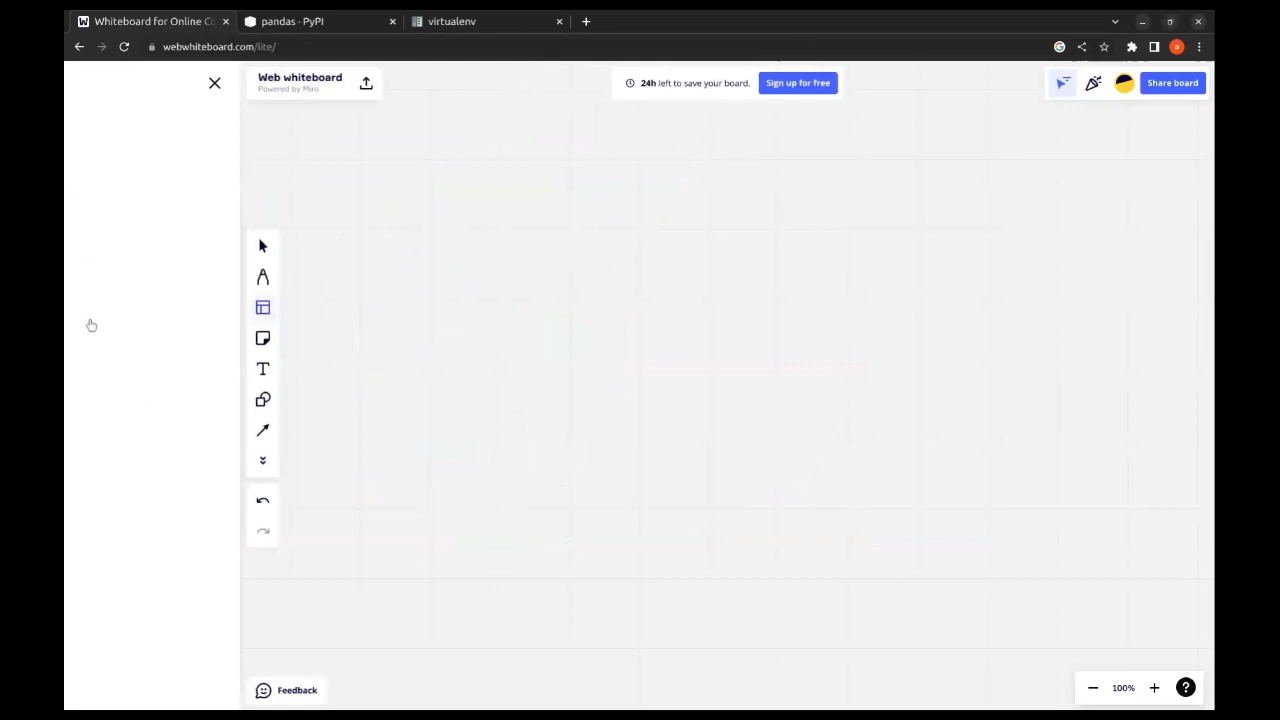 Whiteboard for Online Co
pandas · PyPI
virtualenv
webwhiteboard.com/lite/
a
Web whiteboard
Powered by Miro
24h left to save your board.
Sign up for free
Share board
T
Feedback
100%
?